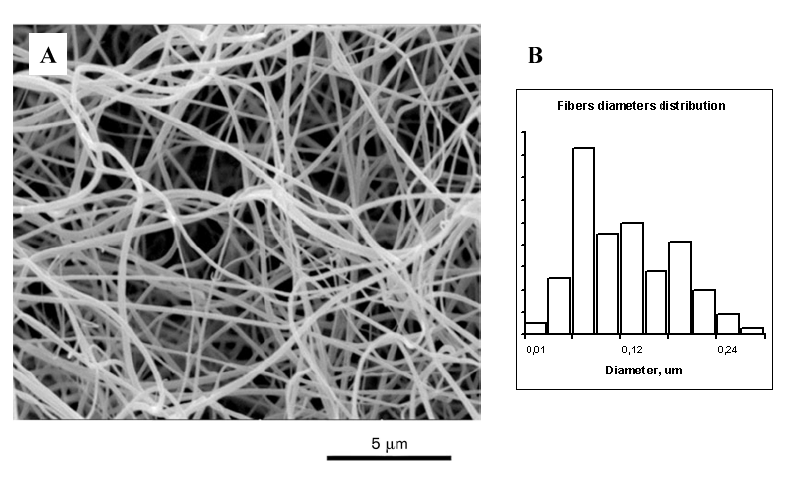 A
B
Fibers diameters distribution
0,01
0,12
0,24
Diameter, um
5 μm